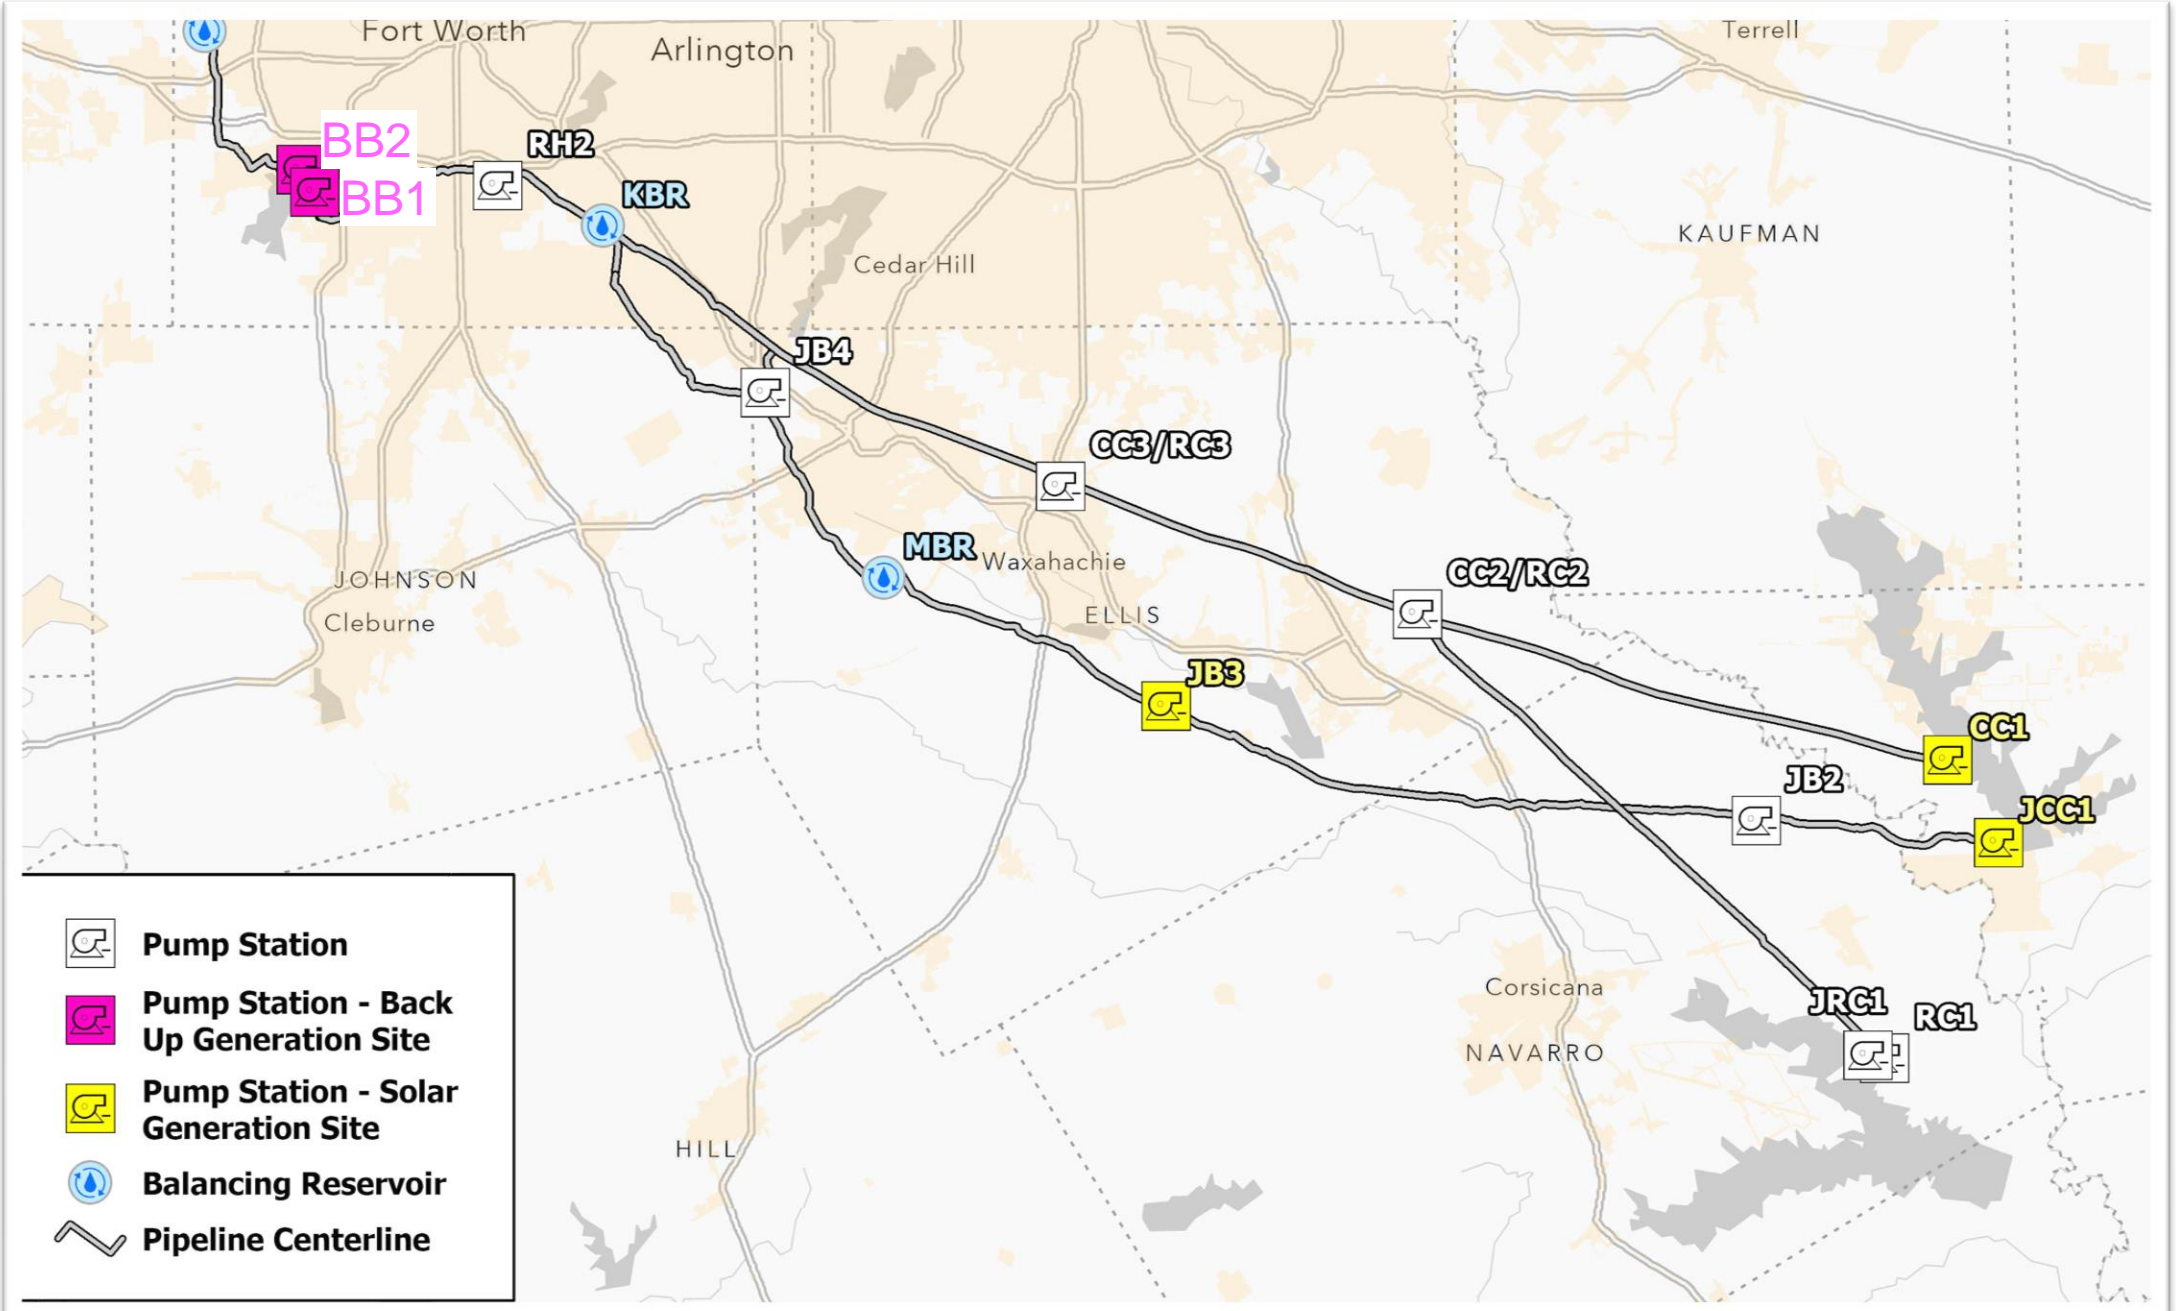 Fort Worth
Arlington
Terrell
BB2
BB1
RH2
KBR
KAUFMAN
Cedar Hill
JB4
CC3/RC3
MBR
Waxahachie
CC2/RC2
JOHNSON
Cleburne
ELLIS
JB3
CC1
JB2
JCC1
Corsicana
JRC1
RC1
NAVARRO
HILL
Pump Station
Pump Station - Back
Up Generation Site
Pump Station - Solar
Generation Site
Balancing Reservoir
Pipeline Centerline